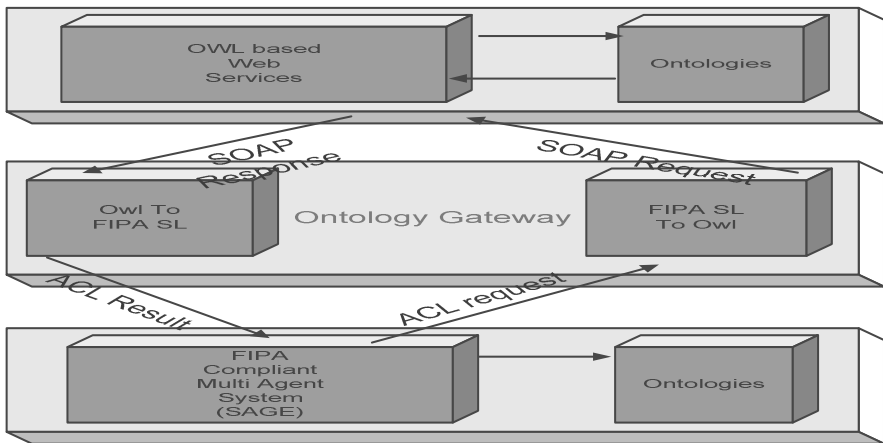 OWL based
Web
Services
Ontologies
SOAP
Response
SOAP Request
Owl To
FIPA SL
Ontology Gateway
FIPA SL
To Owl
ACL Result
ACL request
FIPA
Compliant
Multi Agent
System
(SAGE)
Ontologies